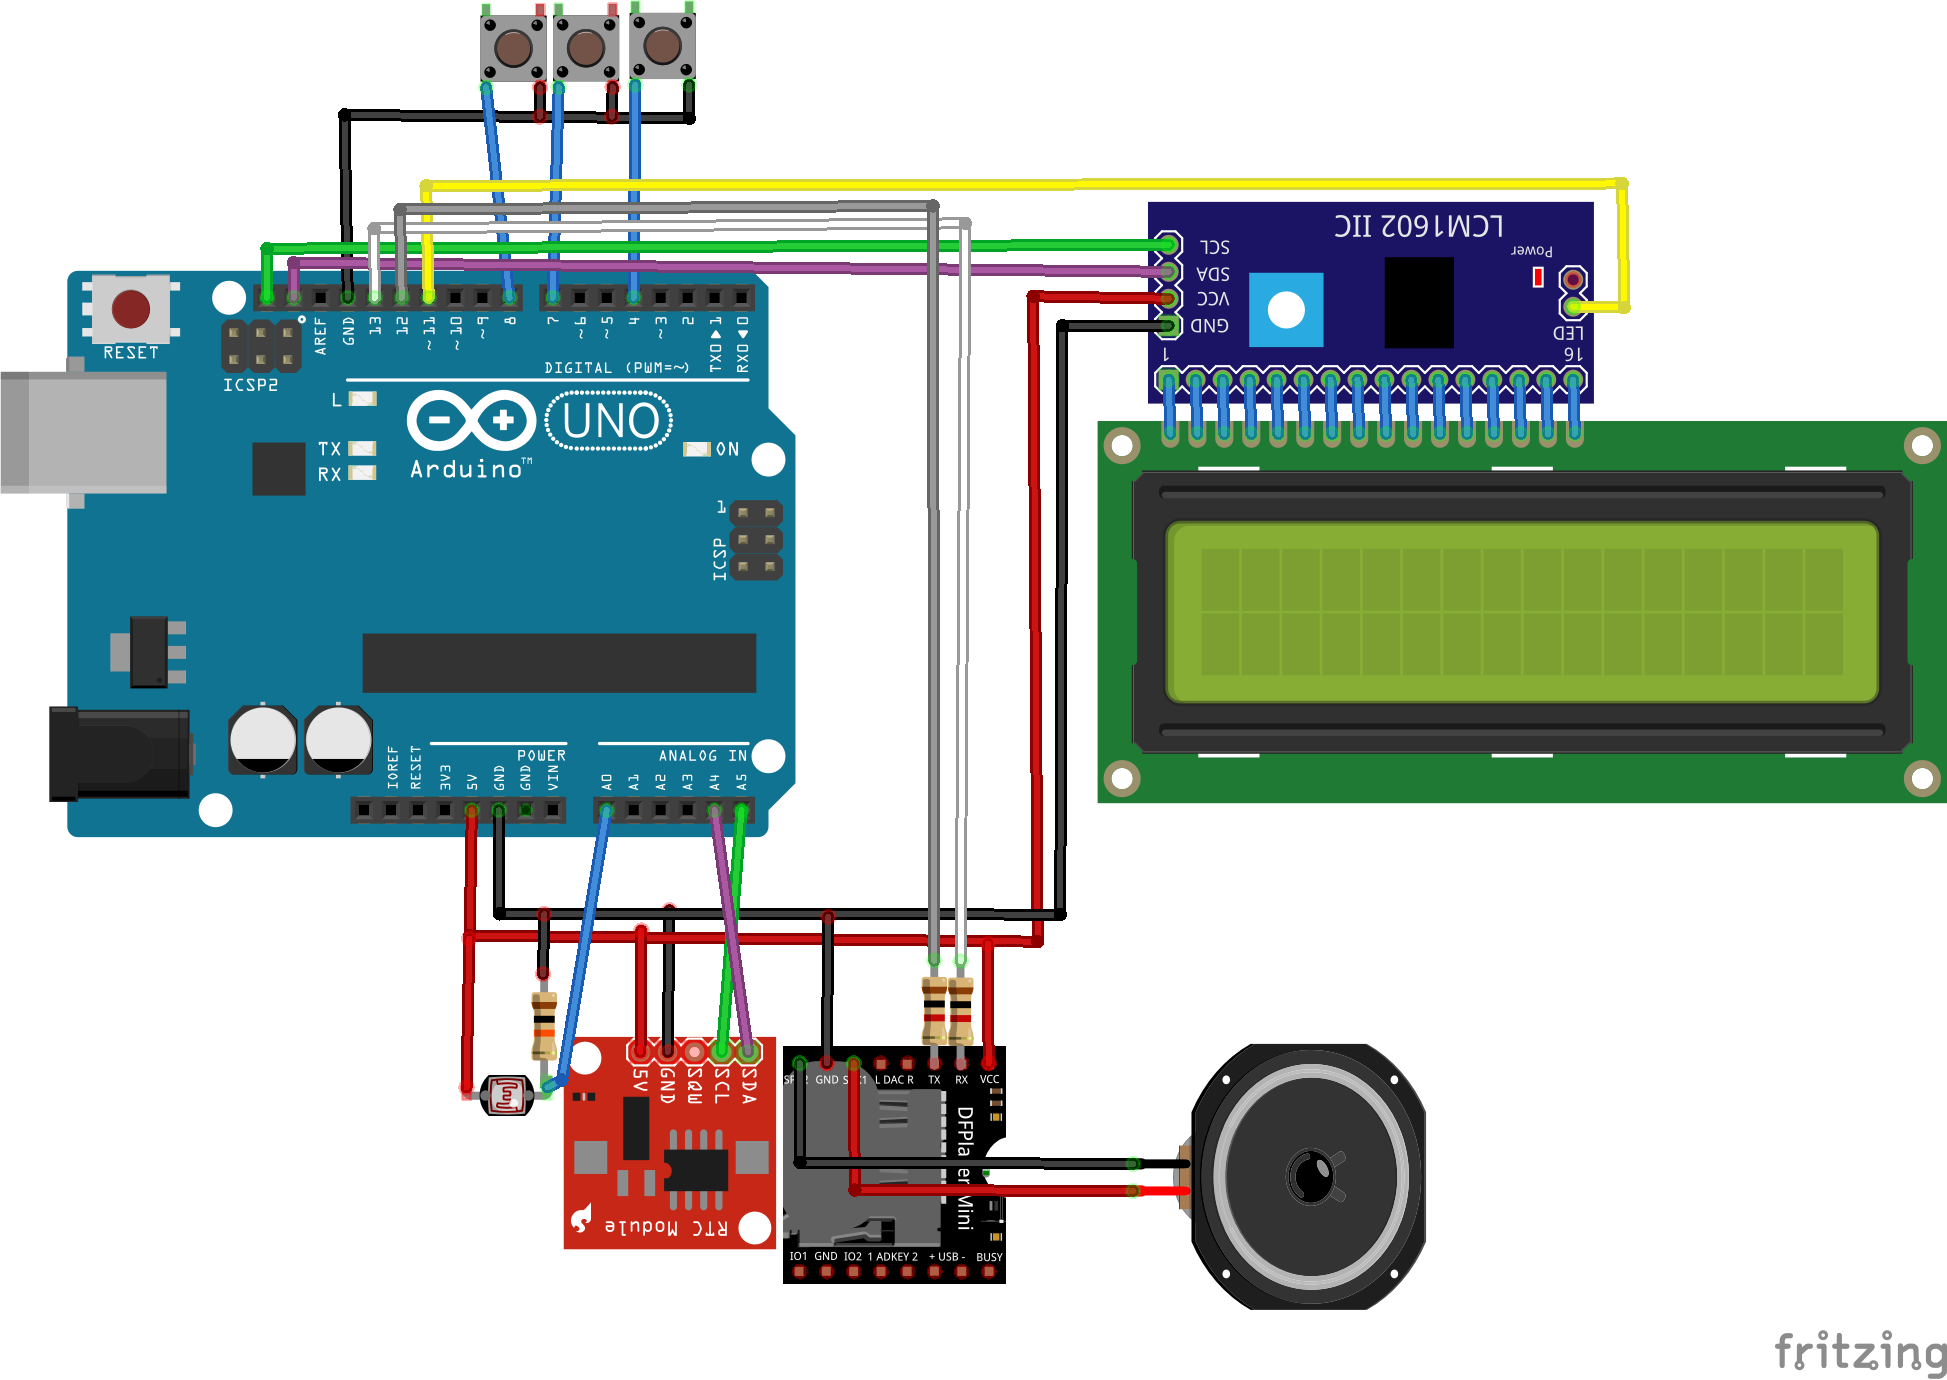 LCM1602 IIC
SCL
SDA
VCC
GND
Power
LED
1
16
RESET
ICSP2
AREF
GND
13
12
~11
~10
~9
8
7
~6
~5
4
~3
2
TX0▶1
RX0◀0
DIGITAL (PWM=~)
L
TX
RX
UNO
Arduino™
ON
1
ICSP
IOREF
RESET
3V3
5V
GND
GND
VIN
POWER
ANALOG IN
A0
A1
A2
A3
A4
A5
5V
GND
SQW
SCL
SDA
RTC Module
GND
L DAC R
TX
RX
VCC
DFPlayer Mini
IO1
GND
IO2
1 ADKEY 2
+ USB -
BUSY
fritzing